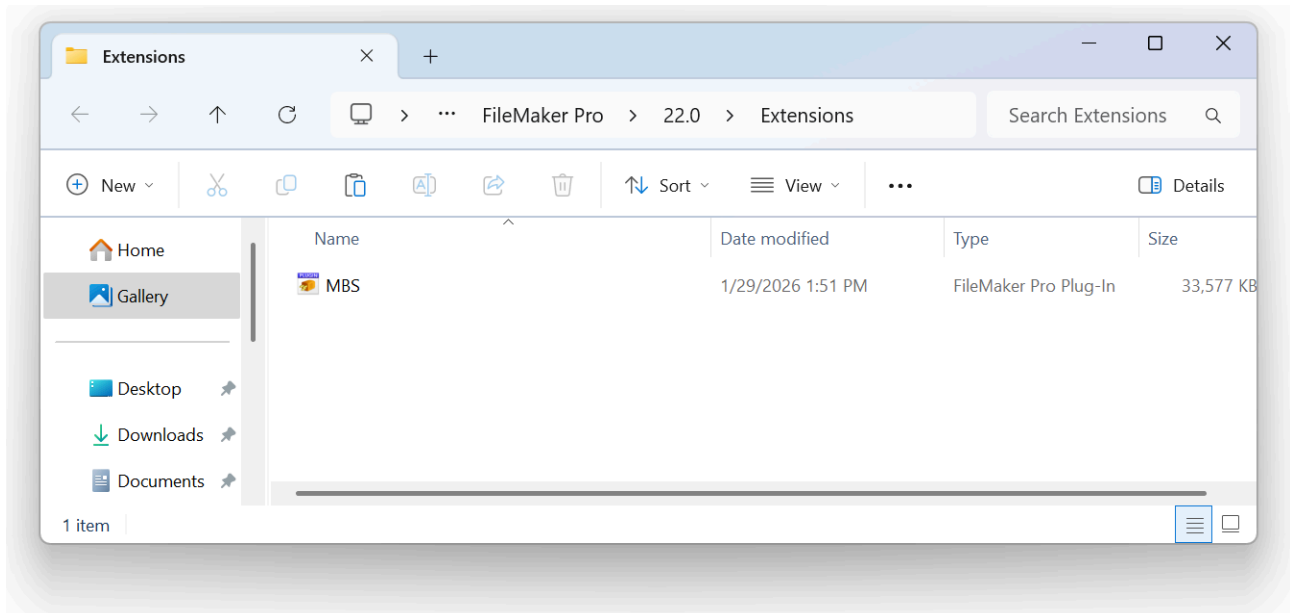 Extensions
FileMaker Pro 22.0 Extensions Search Extensions
New Sort View Details
Name Date modified Type Size
Home
MBS 1/29/2026 1:51 PM FileMaker Pro Plug-In 33,577 KB
Gallery
Desktop
Downloads
Documents
1 item